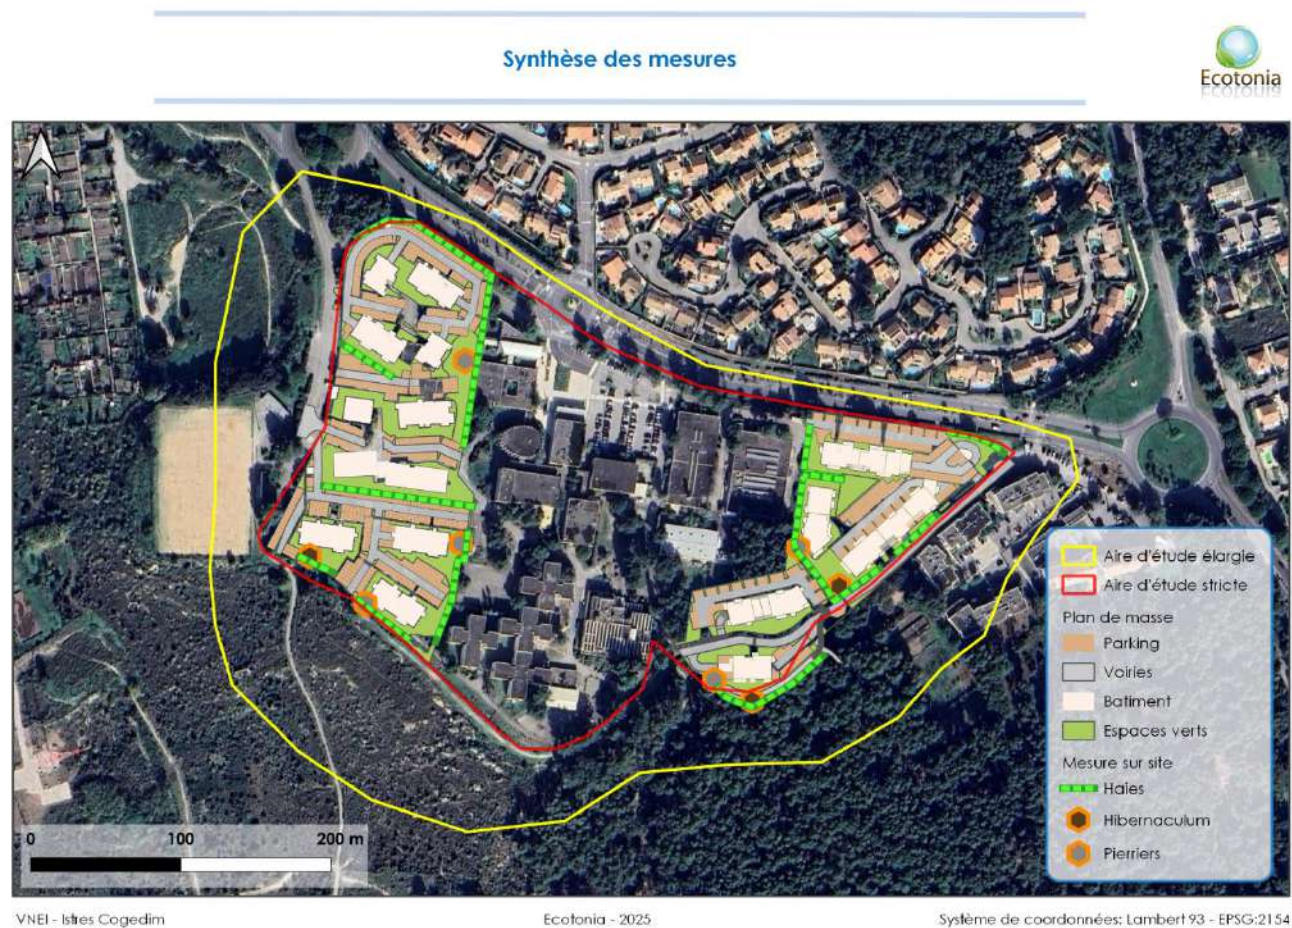 Synthèse des mesures
Ecotonia
Aire d'étude élargie
Aire d'étude stricte
Plan de masse
Parking
Voiries
Batiment
Espaces verts
Mesure sur site
Haies
Hibernaculum
Pierriers
0 100 200 m
VNEI - Istres Cogedim
Ecotonia - 2025
Système de coordonnées: Lambert 93 - EPSG:2154